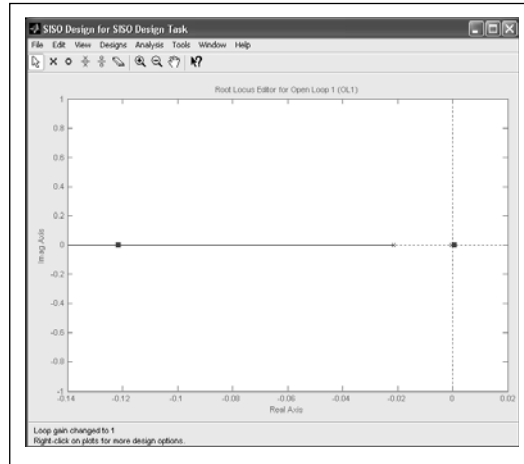 SISO Design for SISO Design Task
File Edit View Designs Analysis Tools Window Help
Root Locus Editor for Open Loop 1 (OL1)
1
0.8
0.6
0.4
0.2
0
-0.2
-0.4
-0.6
-0.8
-1
Imag Axis
-0.14 -0.12 -0.1 -0.08 -0.06 -0.04 -0.02 0 0.02
Real Axis
Loop gain changed to 1
Right-click on plots for more design options.